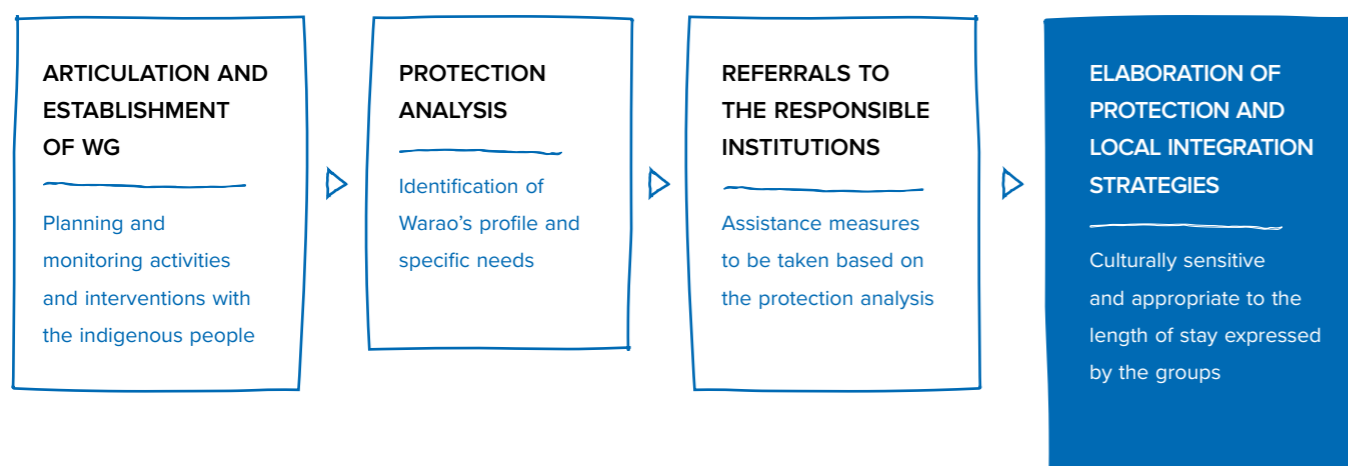 ARTICULATION AND
ESTABLISHMENT
OF WG
Planning and
monitoring activities
and interventions with
the indigenous people
PROTECTION
ANALYSIS
Identification of
Warao’s profile and
specific needs
REFERRALS TO
THE RESPONSIBLE
INSTITUTIONS
Assistance measures
to be taken based on
the protection analysis
ELABORATION OF
PROTECTION AND
LOCAL INTEGRATION
STRATEGIES
Culturally sensitive
and appropriate to the
length of stay expressed
by the groups